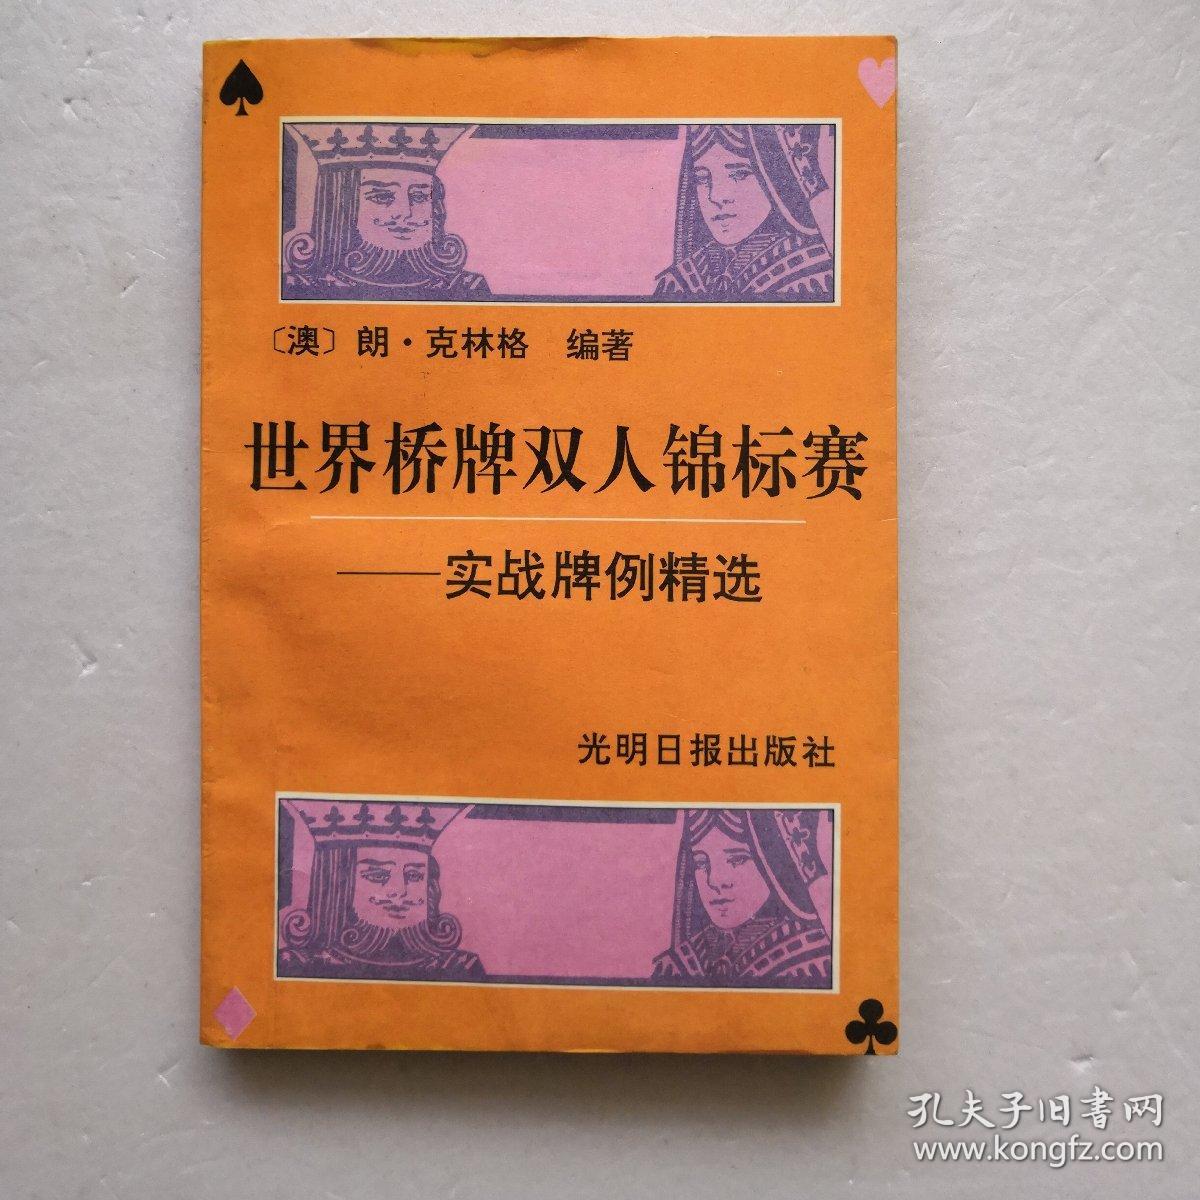 〔澳〕朗·克林格 编著
世界桥牌双人锦标赛
——实战牌例精选
光明日报出版社
孔夫子旧书网
www.kongfz.com